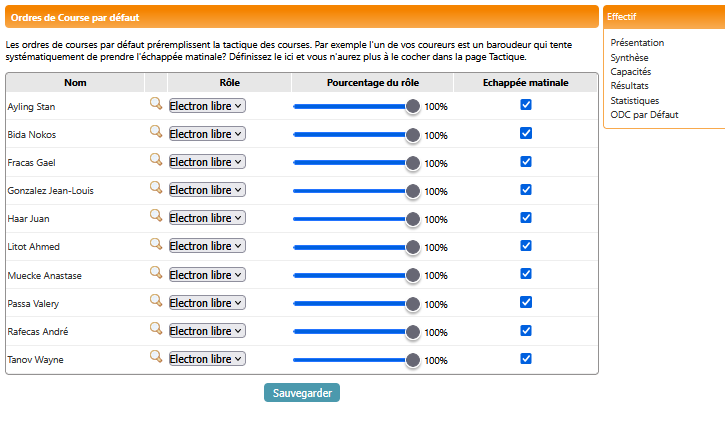 Ordres de Course par défaut
Les ordres de courses par défaut préremplissent la tactique des courses. Par exemple l'un de vos coureurs est un baroudeur qui tente
systématiquement de prendre l'échappée matinale? Définissez le ici et vous n'aurez plus à le cocher dans la page Tactique.
Nom Rôle Pourcentage du rôle Echappée matinale
Ayling Stan Electron libre 100%
Bida Nokos Electron libre 100%
Fracas Gael Electron libre 100%
Gonzalez Jean-Louis Electron libre 100%
Haar Juan Electron libre 100%
Litot Ahmed Electron libre 100%
Muecke Anastase Electron libre 100%
Passa Valery Electron libre 100%
Rafecas André Electron libre 100%
Tanov Wayne Electron libre 100%
Sauvegarder
Effectif
Présentation
Synthèse
Capacités
Résultats
Statistiques
ODC par Défaut